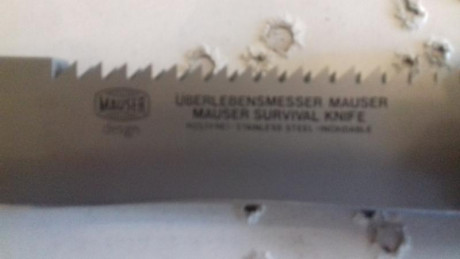 MAUSER
design
ÜBERLEBENSMESSER MAUSER
MAUSER SURVIVAL KNIFE
ROSTFREI - STAINLESS STEEL - INOXIDABLE